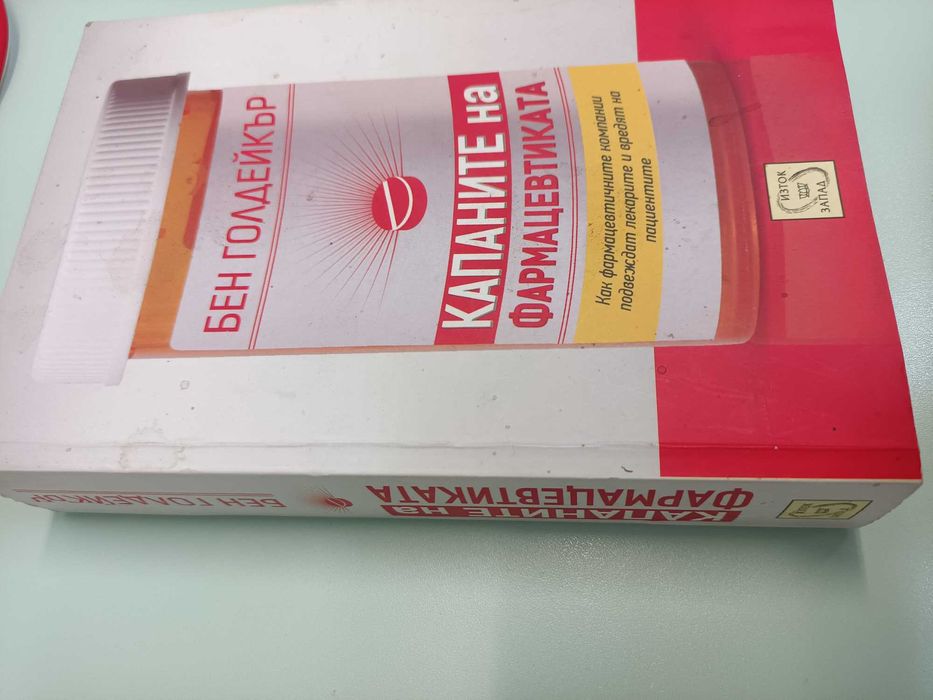 БЕН ГОЛДЕЙКЪР
КАПАНИТЕ на
ФАРМАЦЕВТИКАТА
Как фармацевтичните компании
подвеждат лекарите и вредят на
пациентите
ИЗТОК
ЗАПАД
БЕН ГОЛДЕЙКЪР
КАПАНИТЕ на
ФАРМАЦЕВТИКАТА